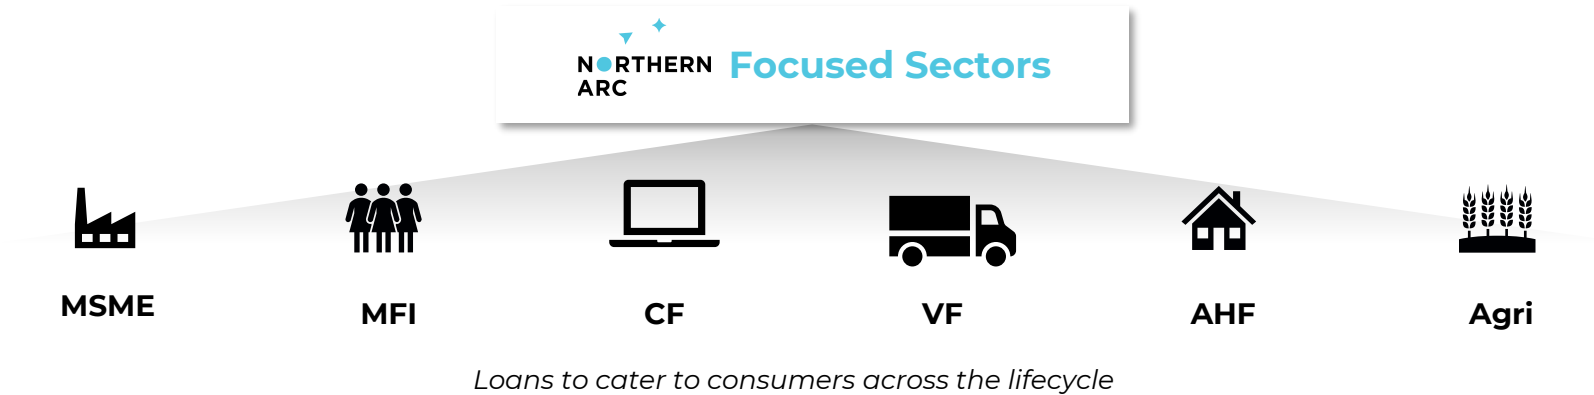 NORTHERN
ARC
Focused Sectors
MSME
MFI
CF
VF
AHF
Agri
Loans to cater to consumers across the lifecycle